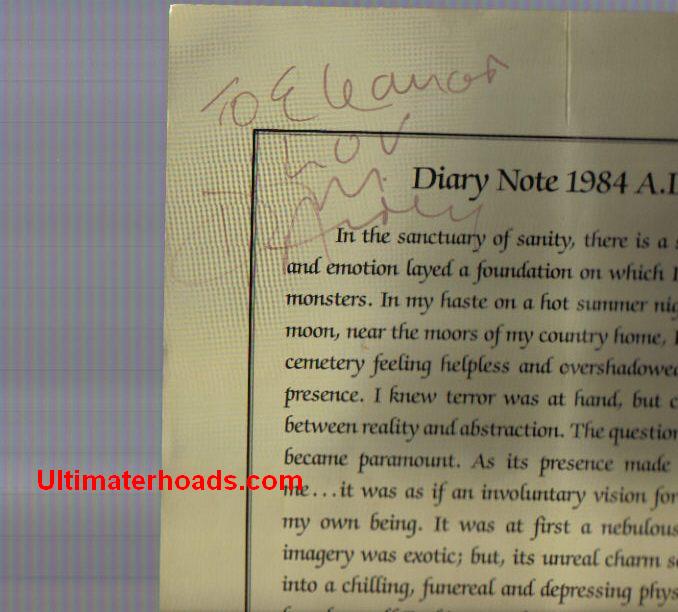 To Eleanor
Lov
Diary Note 1984 A.D
In the sanctuary of sanity, there is a
and emotion layed a foundation on which I
monsters. In my haste on a hot summer nig
moon, near the moors of my country home, I
cemetery feeling helpless and overshadowed
presence. I knew terror was at hand, but c
between reality and abstraction. The question
became paramount. As its presence made
Ultimaterhoads.com
me...it was as if an involuntary vision for
my own being. It was at first a nebulous
imagery was exotic; but, its unreal charm s
into a chilling, funereal and depressing phys